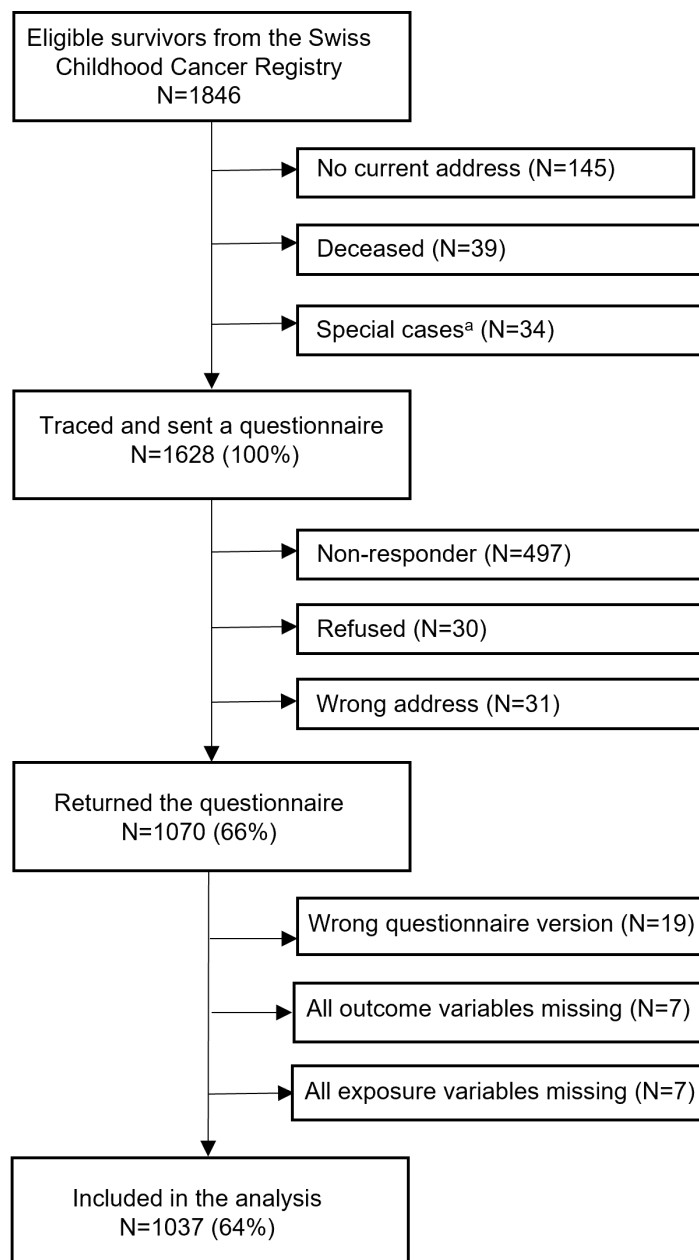 Eligible survivors from the Swiss
Childhood Cancer Registry
N=1846
No current address (N=145)
Deceased (N=39)
Special casesᵃ (N=34)
Traced and sent a questionnaire
N=1628 (100%)
Non-responder (N=497)
Refused (N=30)
Wrong address (N=31)
Returned the questionnaire
N=1070 (66%)
Wrong questionnaire version (N=19)
All outcome variables missing (N=7)
All exposure variables missing (N=7)
Included in the analysis
N=1037 (64%)